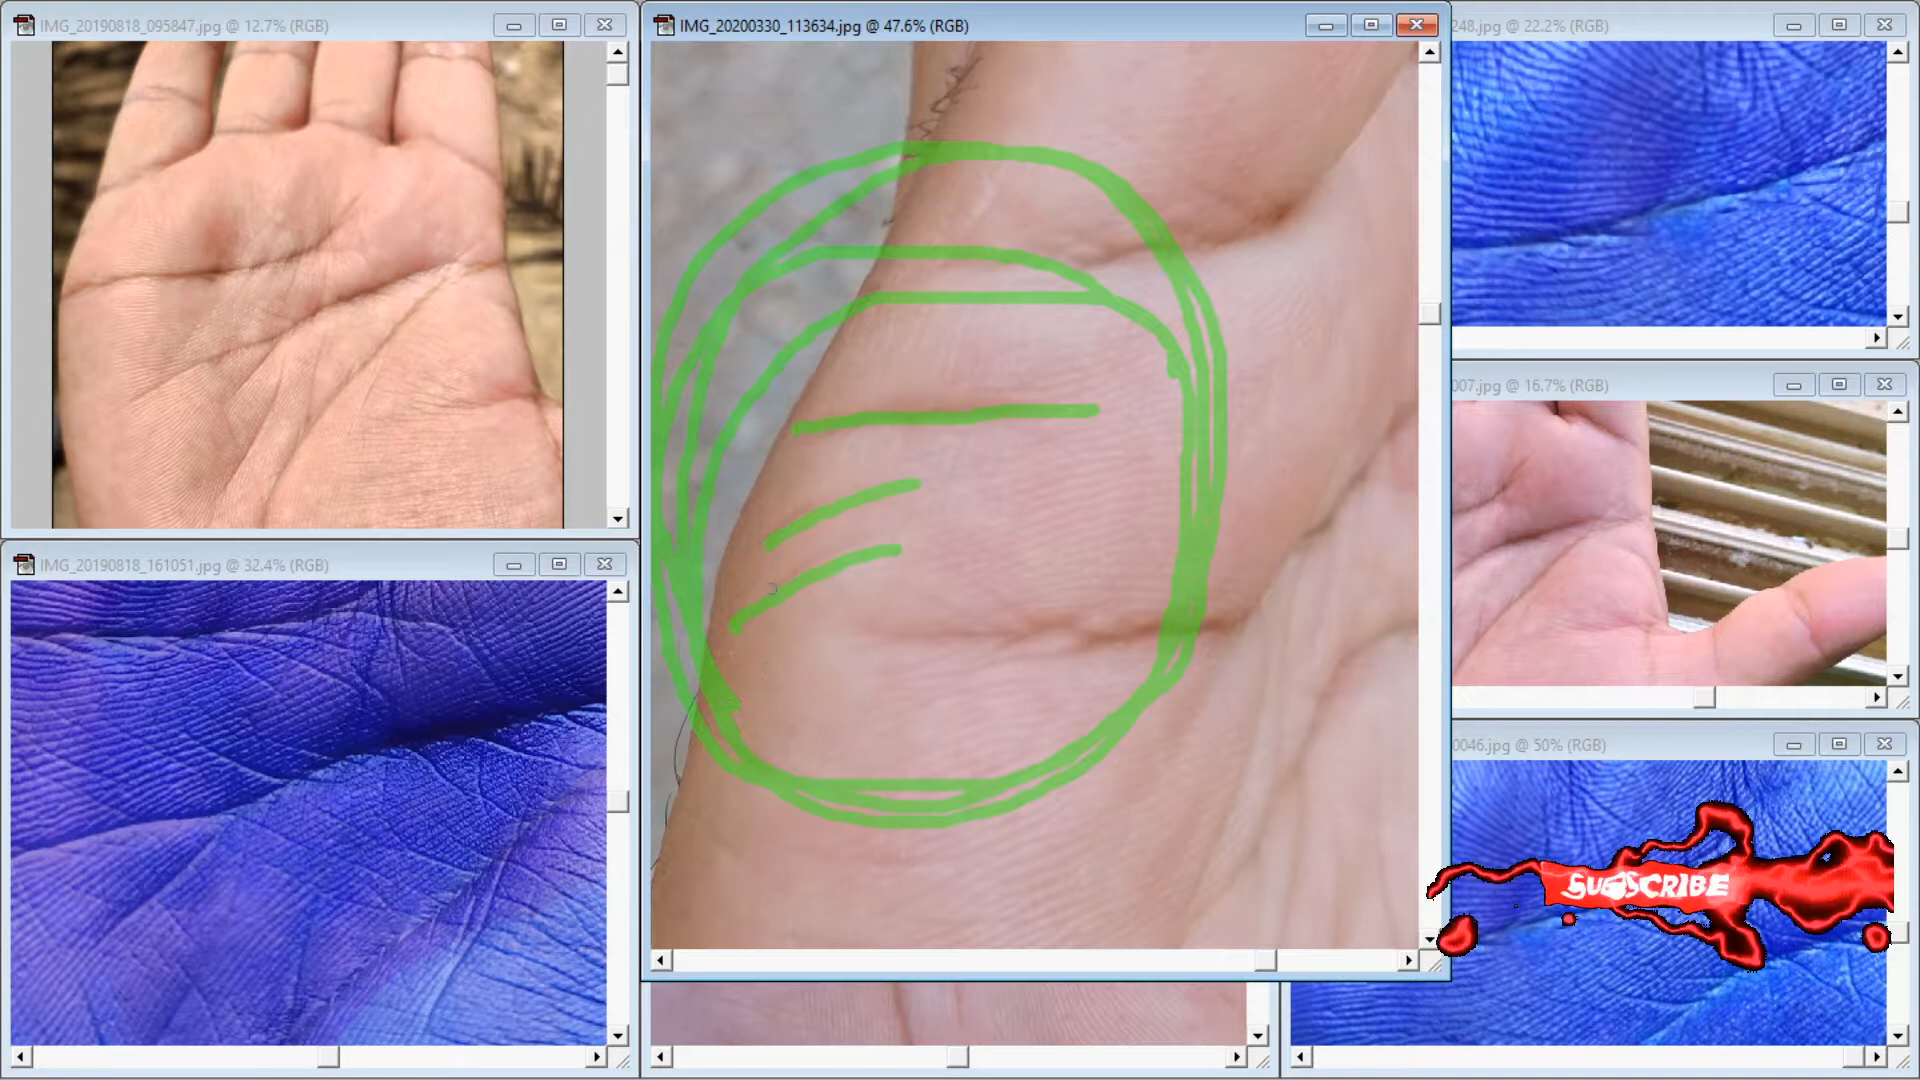 IMG_20190818_095847.jpg @ 12.7% (RGB)
IMG_20200330_113634.jpg @ 47.6% (RGB)
248.jpg @ 22.2% (RGB)
007.jpg @ 16.7% (RGB)
IMG_20190818_161051.jpg @ 32.4% (RGB)
0046.jpg @ 50% (RGB)
SUBSCRIBE